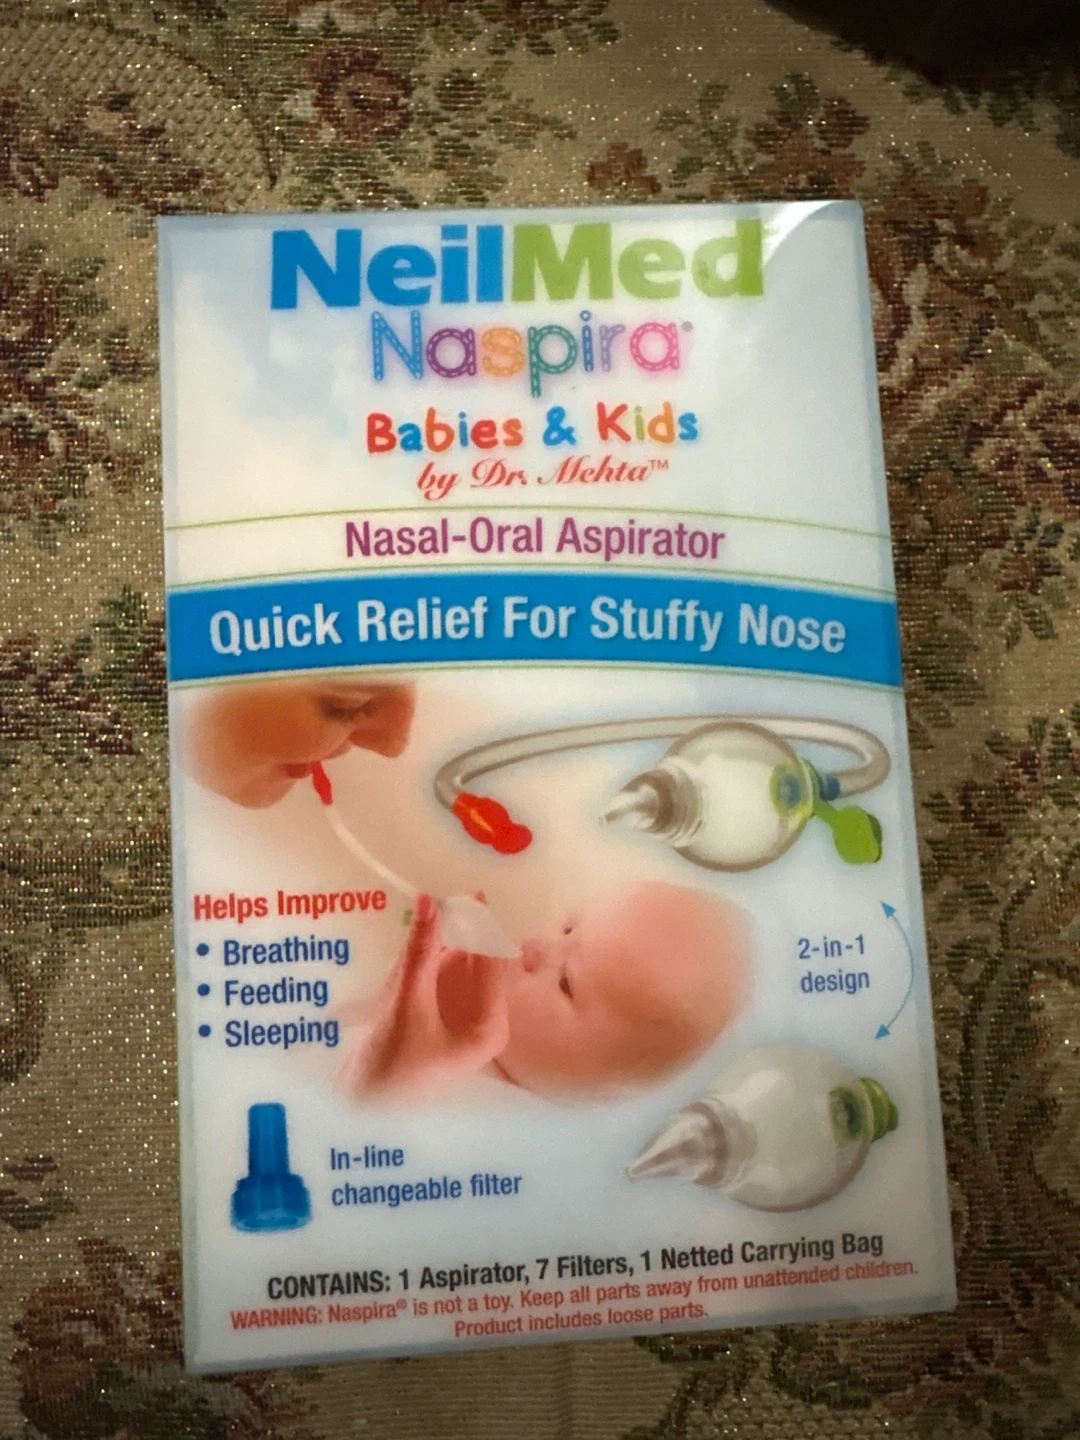 NeilMed
Naspira®
Babies & Kids
by Dr. Mehta™
Nasal-Oral Aspirator
Quick Relief For Stuffy Nose
Helps Improve
• Breathing
• Feeding
• Sleeping
2-in-1
design
In-line
changeable filter
CONTAINS: 1 Aspirator, 7 Filters, 1 Netted Carrying Bag
WARNING: Naspira® is not a toy. Keep all parts away from unattended children.
Product includes loose parts.